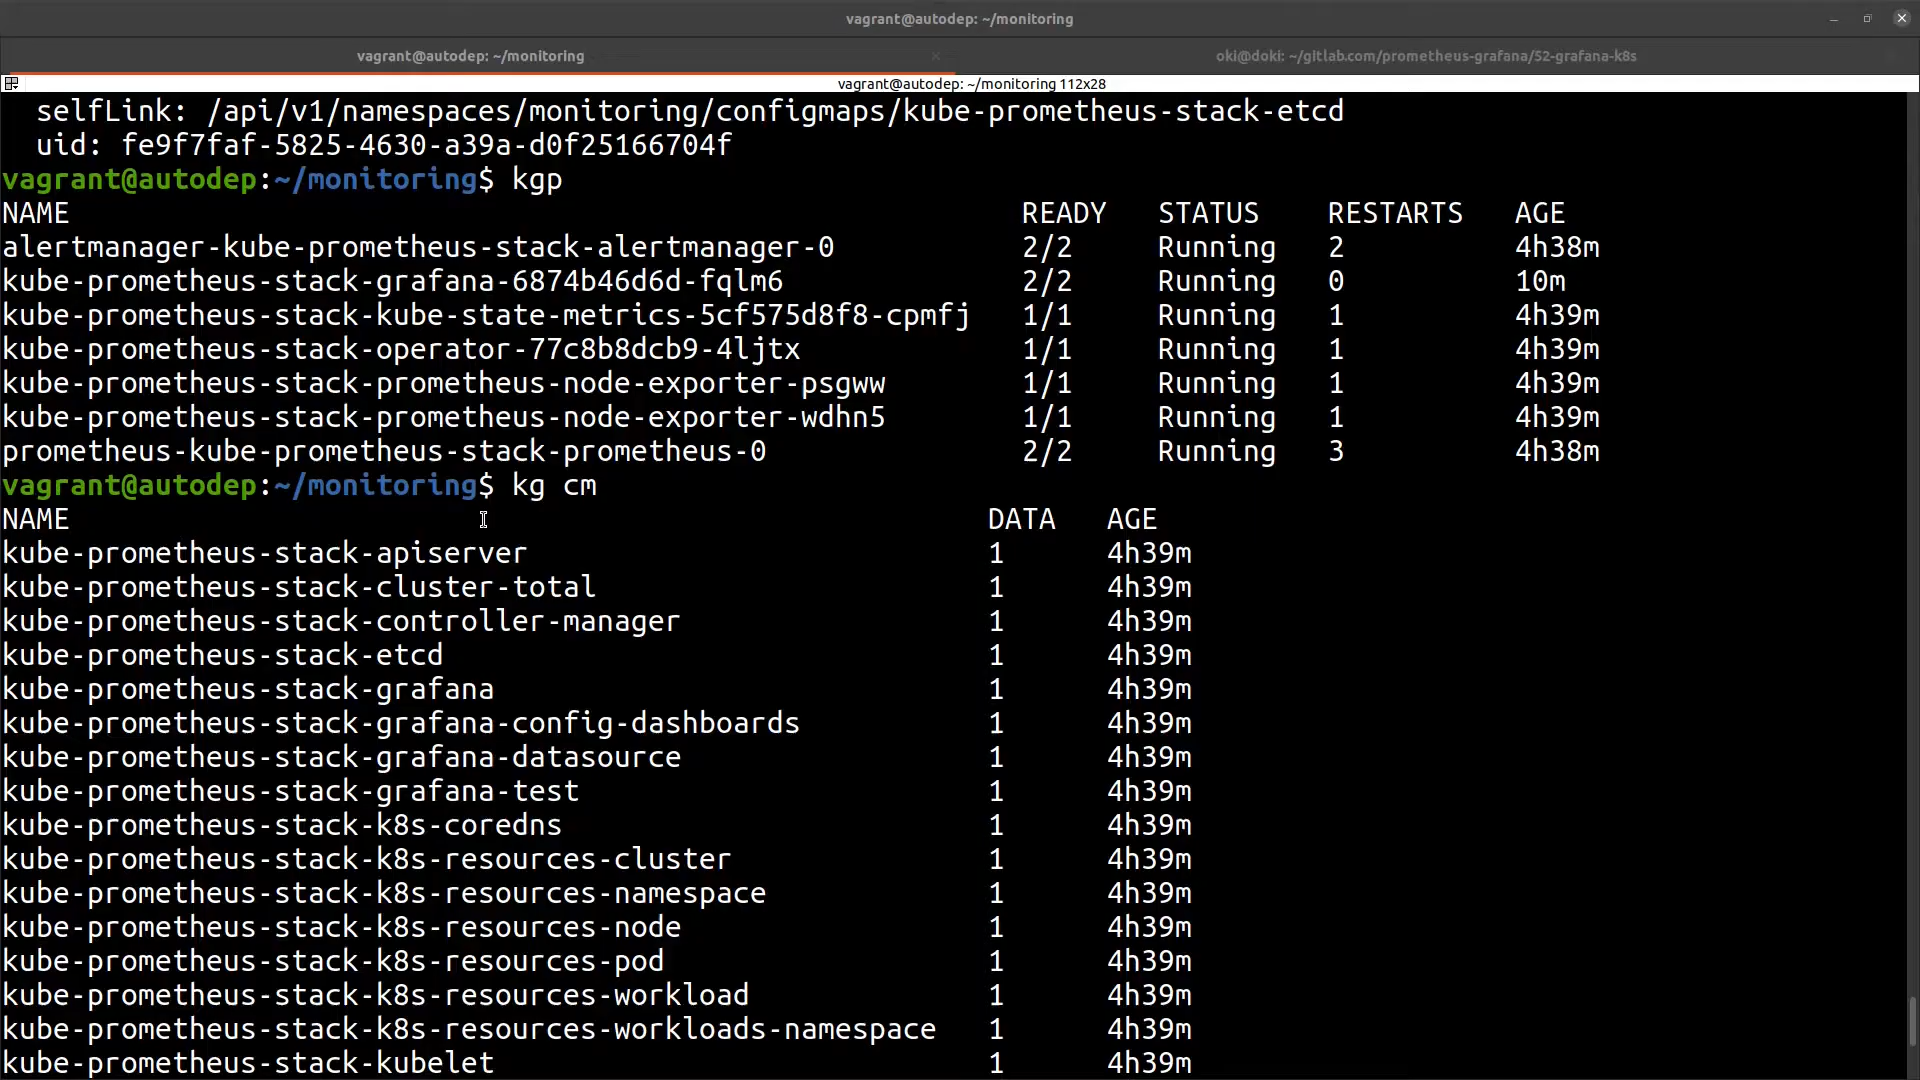 vagrant@autodep: ~/monitoring
vagrant@autodep: ~/monitoring
oki@doki: ~/gitlab.com/prometheus-grafana/52-grafana-k8s
vagrant@autodep: ~/monitoring 112x28
selfLink: /api/v1/namespaces/monitoring/configmaps/kube-prometheus-stack-etcd
uid: fe9f7faf-5825-4630-a39a-d0f25166704f
vagrant@autodep:~/monitoring$ kgp
NAME READY STATUS RESTARTS AGE
alertmanager-kube-prometheus-stack-alertmanager-0 2/2 Running 2 4h38m
kube-prometheus-stack-grafana-6874b46d6d-fqlm6 2/2 Running 0 10m
kube-prometheus-stack-kube-state-metrics-5cf575d8f8-cpmfj 1/1 Running 1 4h39m
kube-prometheus-stack-operator-77c8b8dcb9-4ljtx 1/1 Running 1 4h39m
kube-prometheus-stack-prometheus-node-exporter-psgww 1/1 Running 1 4h39m
kube-prometheus-stack-prometheus-node-exporter-wdhn5 1/1 Running 1 4h39m
prometheus-kube-prometheus-stack-prometheus-0 2/2 Running 3 4h38m
vagrant@autodep:~/monitoring$ kg cm
NAME DATA AGE
kube-prometheus-stack-apiserver 1 4h39m
kube-prometheus-stack-cluster-total 1 4h39m
kube-prometheus-stack-controller-manager 1 4h39m
kube-prometheus-stack-etcd 1 4h39m
kube-prometheus-stack-grafana 1 4h39m
kube-prometheus-stack-grafana-config-dashboards 1 4h39m
kube-prometheus-stack-grafana-datasource 1 4h39m
kube-prometheus-stack-grafana-test 1 4h39m
kube-prometheus-stack-k8s-coredns 1 4h39m
kube-prometheus-stack-k8s-resources-cluster 1 4h39m
kube-prometheus-stack-k8s-resources-namespace 1 4h39m
kube-prometheus-stack-k8s-resources-node 1 4h39m
kube-prometheus-stack-k8s-resources-pod 1 4h39m
kube-prometheus-stack-k8s-resources-workload 1 4h39m
kube-prometheus-stack-k8s-resources-workloads-namespace 1 4h39m
kube-prometheus-stack-kubelet 1 4h39m